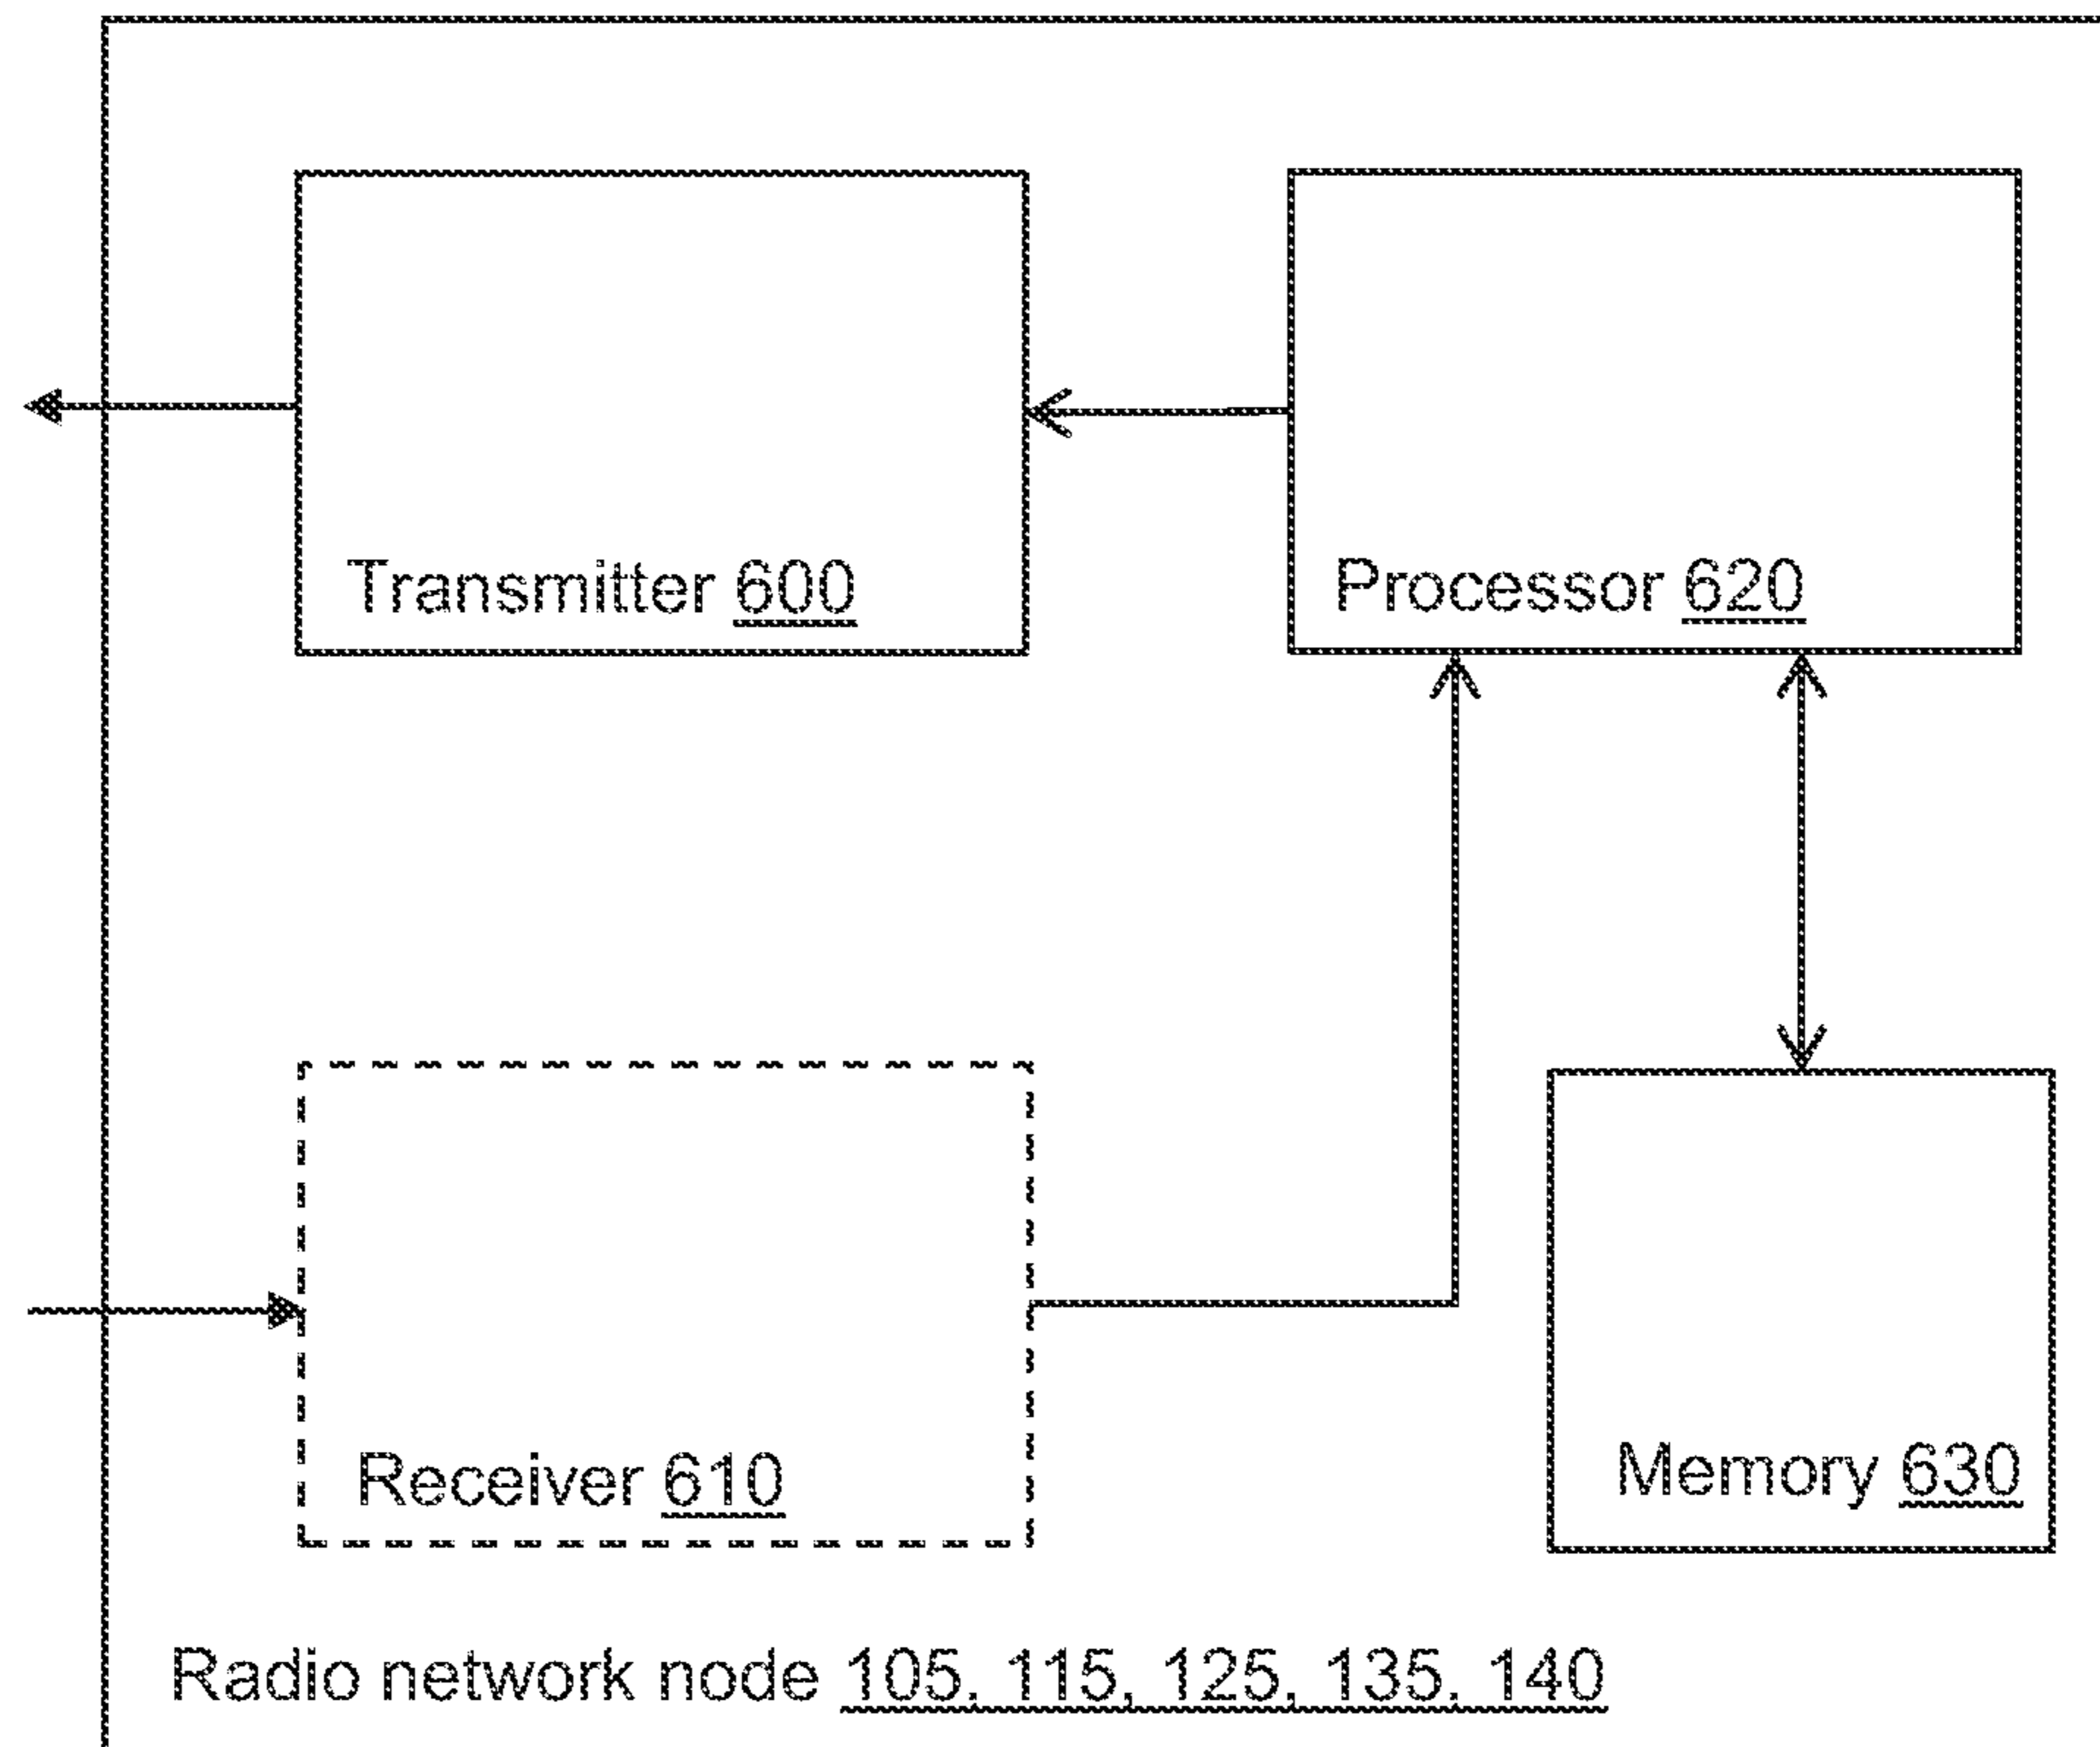 Transmitter 600
Processor 620
Receiver 610
Memory 630
Radio network node 105, 115, 125, 135, 140